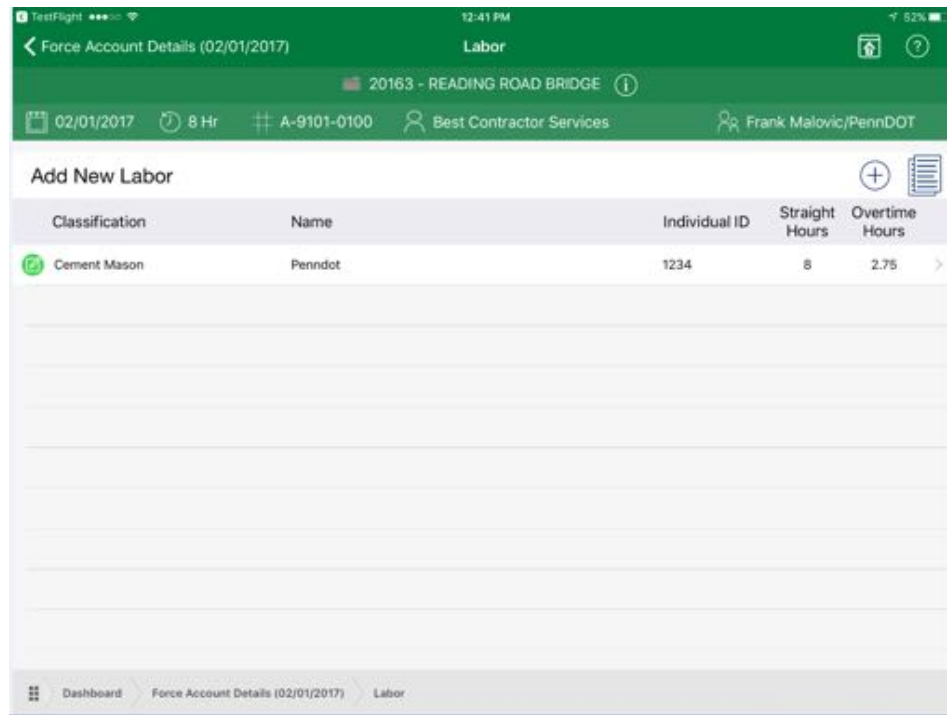 TestFlight 12:41 PM 52%
Force Account Details (02/01/2017) Labor ?
20163 - READING ROAD BRIDGE i
02/01/2017 8 Hr # A-9101-0100 Best Contractor Services Frank Malovic/PennDOT
Add New Labor
Classification Name Individual ID Straight Hours Overtime Hours
Cement Mason Penndot 1234 8 2.75
Dashboard Force Account Details (02/01/2017) Labor